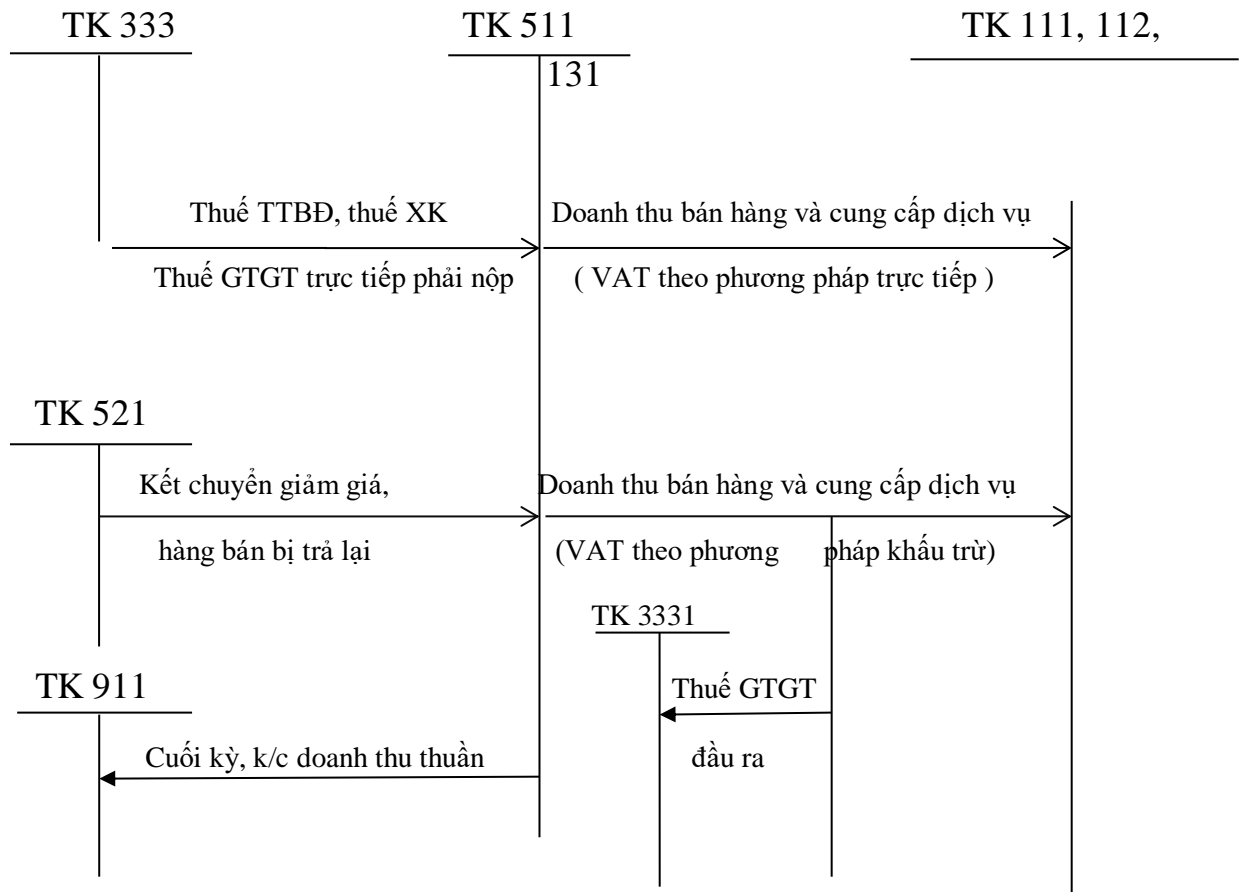 TK 333
TK 511
TK 111, 112,
131
Thuế TTBĐ, thuế XK
Doanh thu bán hàng và cung cấp dịch vụ
Thuế GTGT trực tiếp phải nộp
( VAT theo phương pháp trực tiếp )
TK 521
Kết chuyển giảm giá,
Doanh thu bán hàng và cung cấp dịch vụ
hàng bán bị trả lại
(VAT theo phương pháp khấu trừ)
TK 3331
TK 911
Thuế GTGT
Cuối kỳ, k/c doanh thu thuần
đầu ra